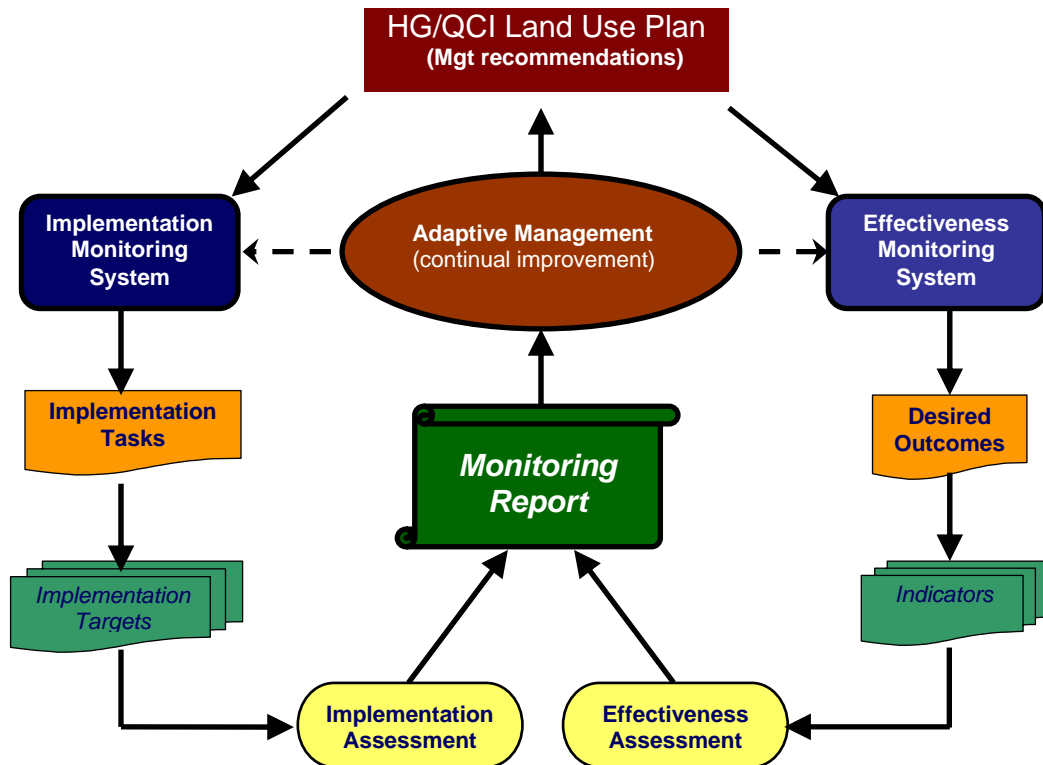 HG/QCI Land Use Plan
(Mgt recommendations)
Implementation
Monitoring
System
Adaptive Management
(continual improvement)
Effectiveness
Monitoring
System
Implementation
Tasks
Monitoring
Report
Desired
Outcomes
Implementation
Targets
Indicators
Implementation
Assessment
Effectiveness
Assessment